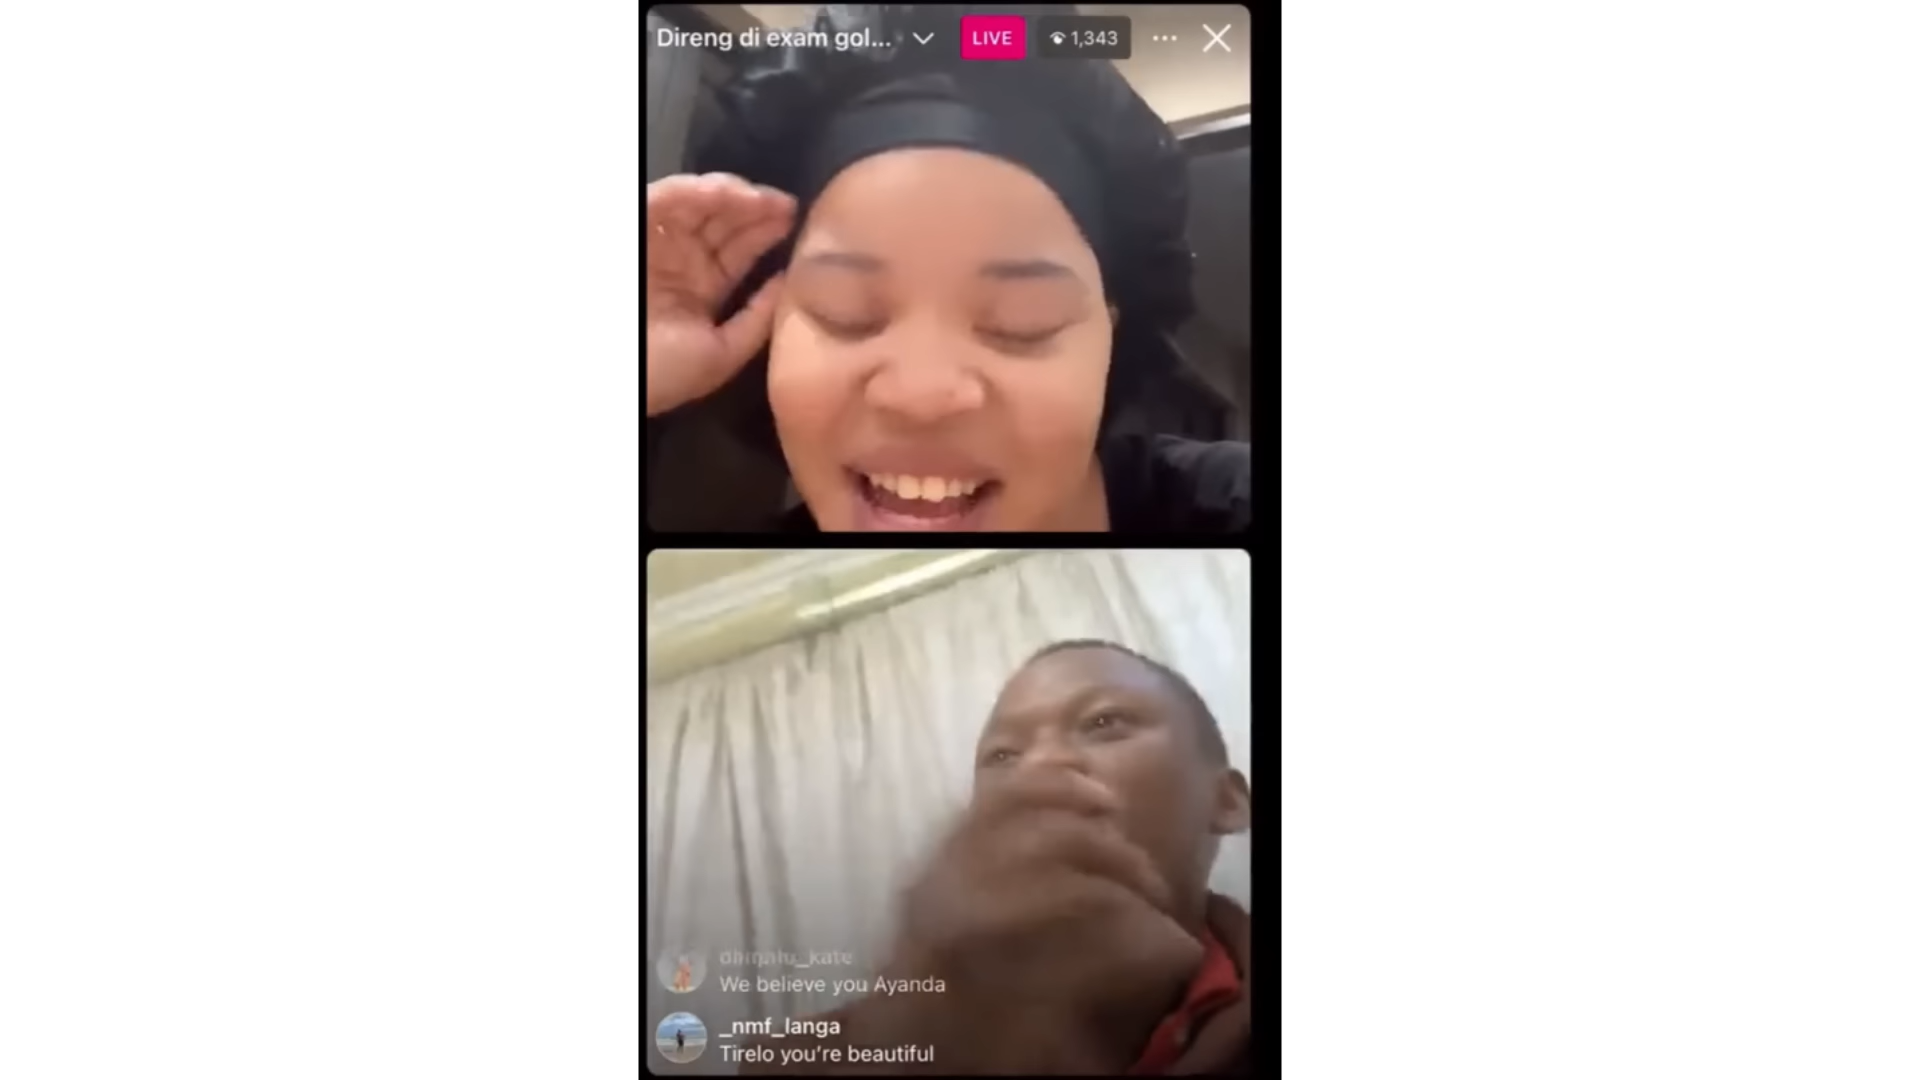 Direng di exam gol...
LIVE
1,343
We believe you Ayanda
_nmf_langa
Tirelo you’re beautiful